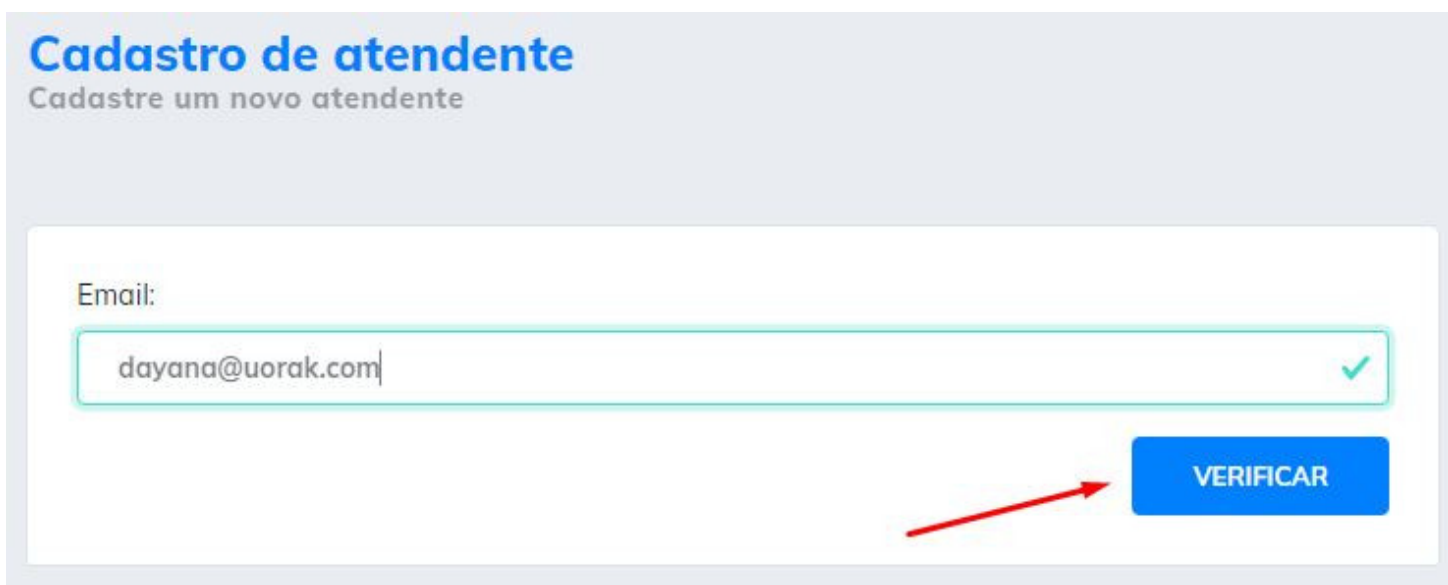 Cadastro de atendente
Cadastre um novo atendente
Email:
dayana@uorak.com
VERIFICAR